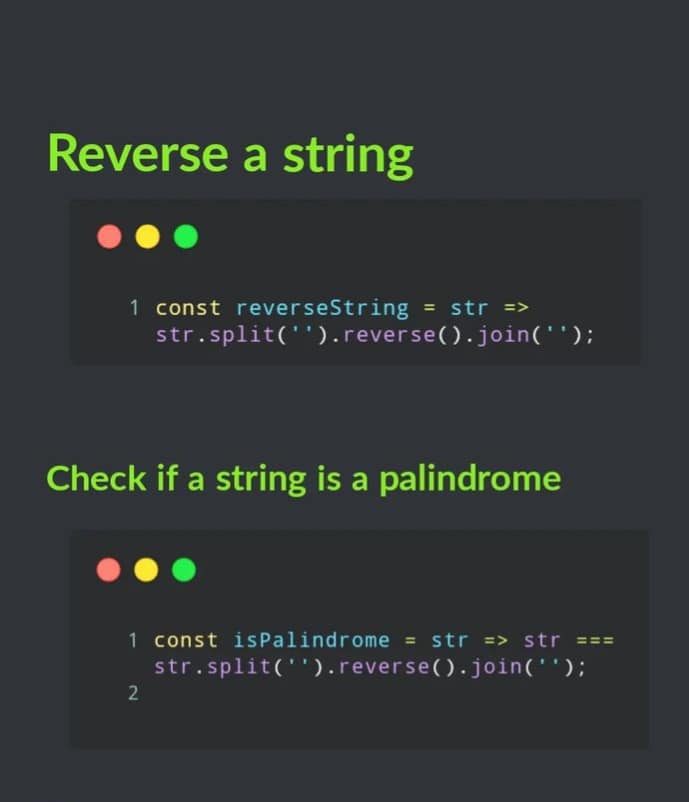 Reverse a string
1 const reverseString = str =>
str.split('').reverse().join('');
Check if a string is a palindrome
1 const isPalindrome = str => str ===
str.split('').reverse().join('');
2